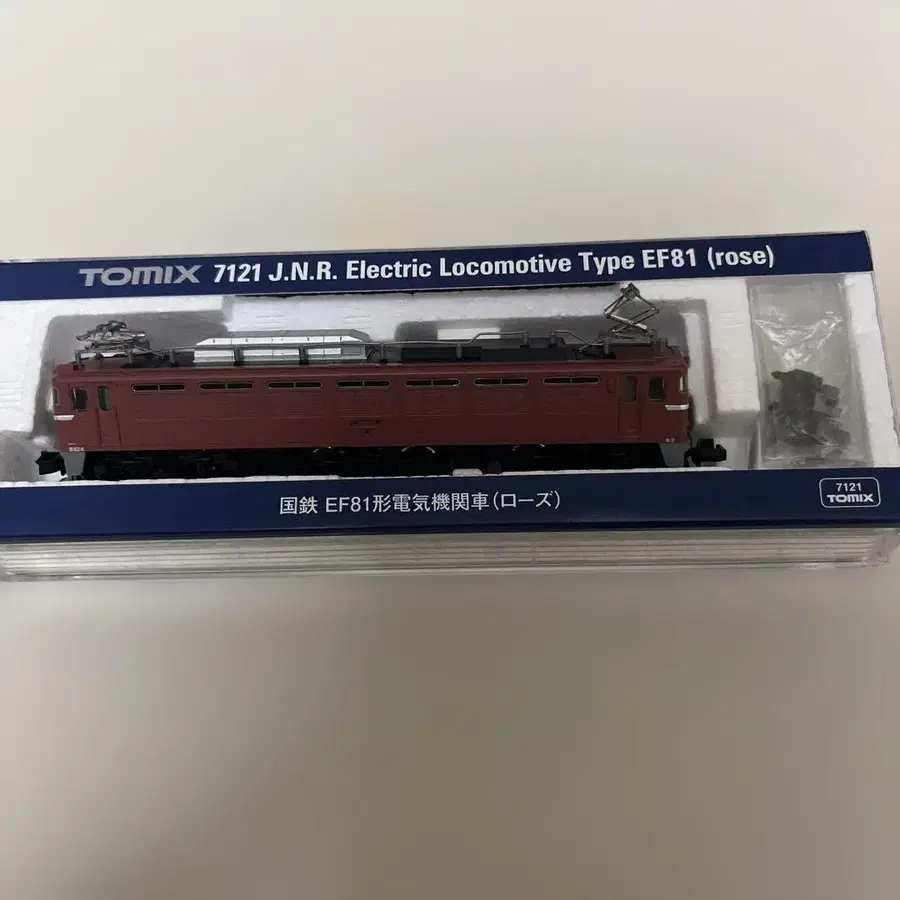 TOMIX 7121 J.N.R. Electric Locomotive Type EF81 (rose)
国鉄 EF81形電気機関車(ローズ)
7121
TOMIX